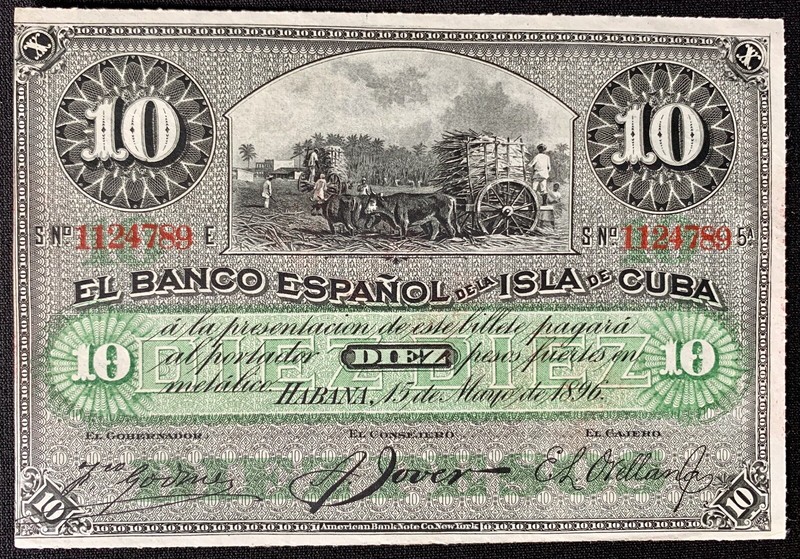 X X
10 10
S. Nº 1124789 E S. Nº 1124789 5ª
EL BANCO ESPAÑOL DE LA ISLA DE CUBA
á la presentacion de este billete pagará
10 al portador DIEZ pesos fuertes en 10
DIEZ DIEZ
metálico. HABANA, 15 de Mayo de 1896.
EL GOBERNADOR EL CONSEJERO EL CAJERO
J. Jover E L Orellana
10 10
American Bank Note Co. New York